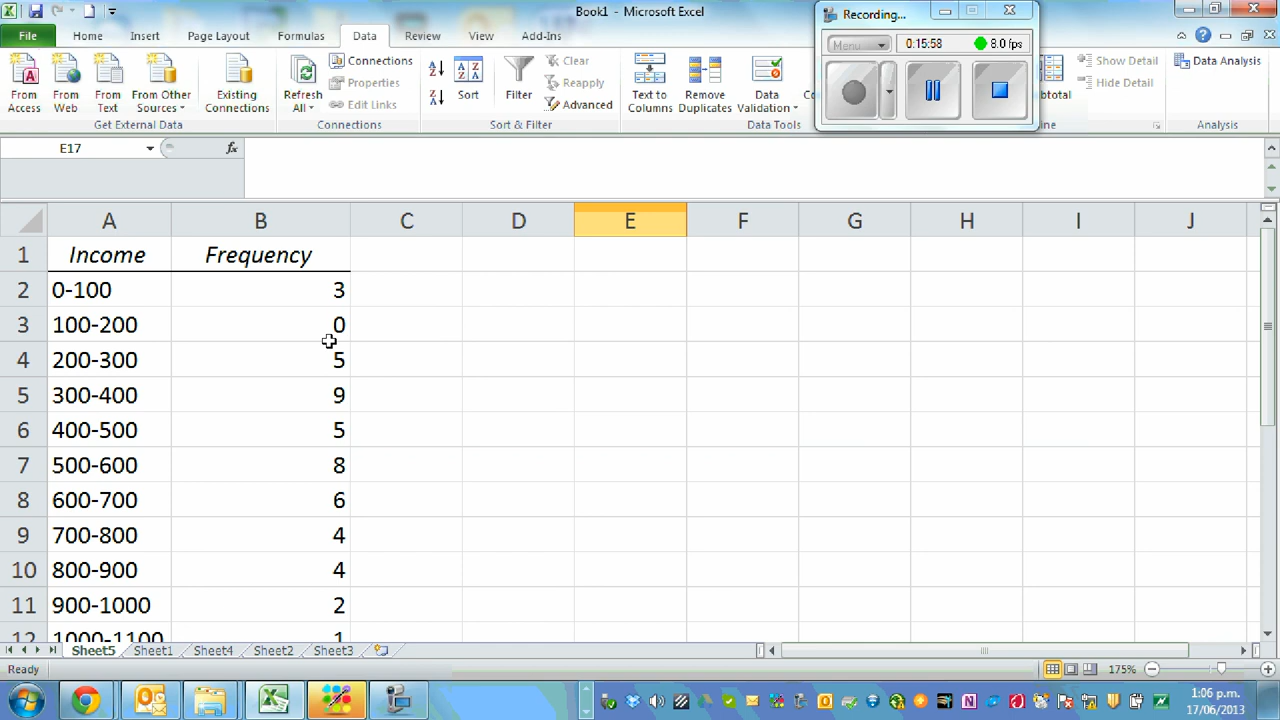 Book1 - Microsoft Excel
Recording...
File Home Insert Page Layout Formulas Data Review View Add-Ins
Menu 0:15:58 8.0 fps
From Access
From Web
From Text
From Other Sources
Existing Connections
Get External Data
Refresh All
Connections
Properties
Edit Links
Connections
Sort
Filter
Clear
Reapply
Advanced
Sort & Filter
Text to Columns
Remove Duplicates
Data Validation
Data Tools
Show Detail
Hide Detail
Data Analysis
Analysis
E17 fx
A B C D E F G H I J
1 Income Frequency
2 0-100 3
3 100-200 0
4 200-300 5
5 300-400 9
6 400-500 5
7 500-600 8
8 600-700 6
9 700-800 4
10 800-900 4
11 900-1000 2
12 1000-1100 1
Sheet5 Sheet1 Sheet4 Sheet2 Sheet3
Ready 175%
1:06 p.m.
17/06/2013